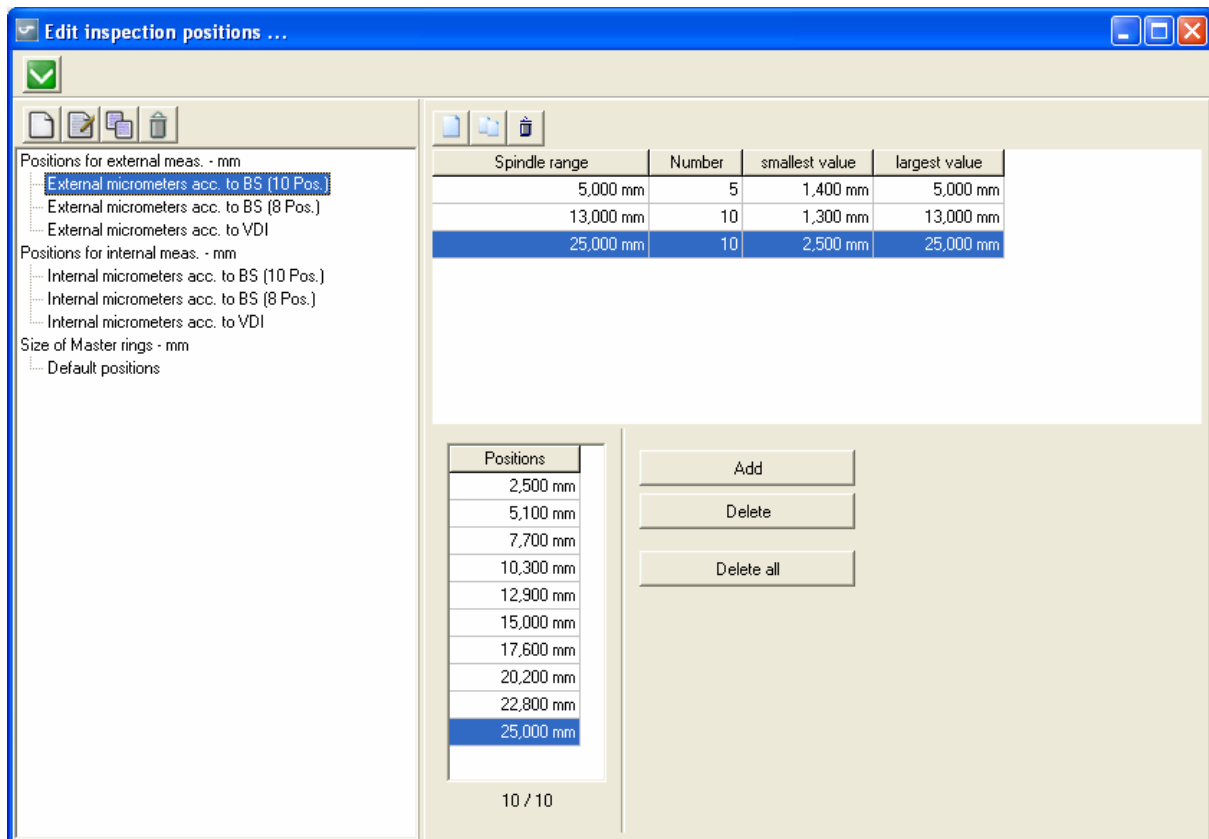 Edit inspection positions ...
Positions for external meas. - mm
External micrometers acc. to BS (10 Pos.)
External micrometers acc. to BS (8 Pos.)
External micrometers acc. to VDI
Positions for internal meas. - mm
Internal micrometers acc. to BS (10 Pos.)
Internal micrometers acc. to BS (8 Pos.)
Internal micrometers acc. to VDI
Size of Master rings - mm
Default positions
Spindle range Number smallest value largest value
5,000 mm 5 1,400 mm 5,000 mm
13,000 mm 10 1,300 mm 13,000 mm
25,000 mm 10 2,500 mm 25,000 mm
Positions
2,500 mm
5,100 mm
7,700 mm
10,300 mm
12,900 mm
15,000 mm
17,600 mm
20,200 mm
22,800 mm
25,000 mm
10 / 10
Add
Delete
Delete all